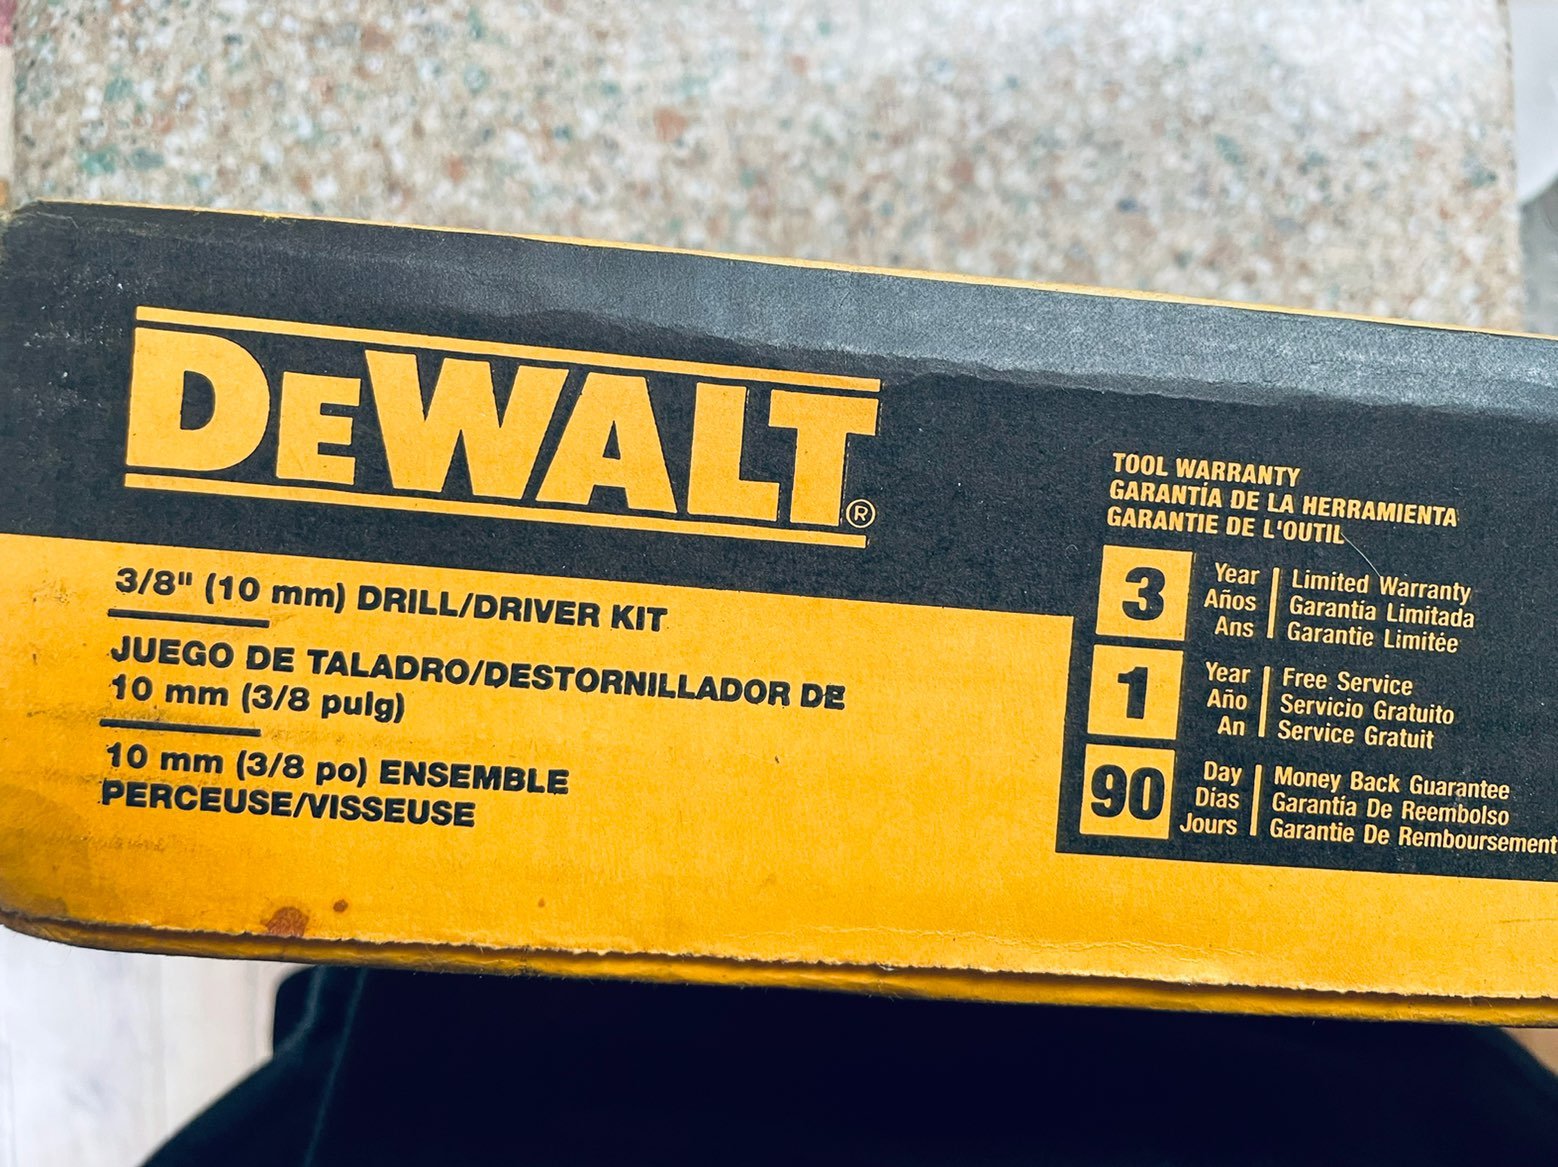 DEWALT®
3/8" (10 mm) DRILL/DRIVER KIT
JUEGO DE TALADRO/DESTORNILLADOR DE
10 mm (3/8 pulg)
10 mm (3/8 po) ENSEMBLE
PERCEUSE/VISSEUSE
TOOL WARRANTY
GARANTÍA DE LA HERRAMIENTA
GARANTIE DE L'OUTIL
3
Year
Años
Ans
Limited Warranty
Garantía Limitada
Garantie Limitée
1
Year
Año
An
Free Service
Servicio Gratuito
Service Gratuit
90
Day
Dias
Jours
Money Back Guarantee
Garantía De Reembolso
Garantie De Remboursement